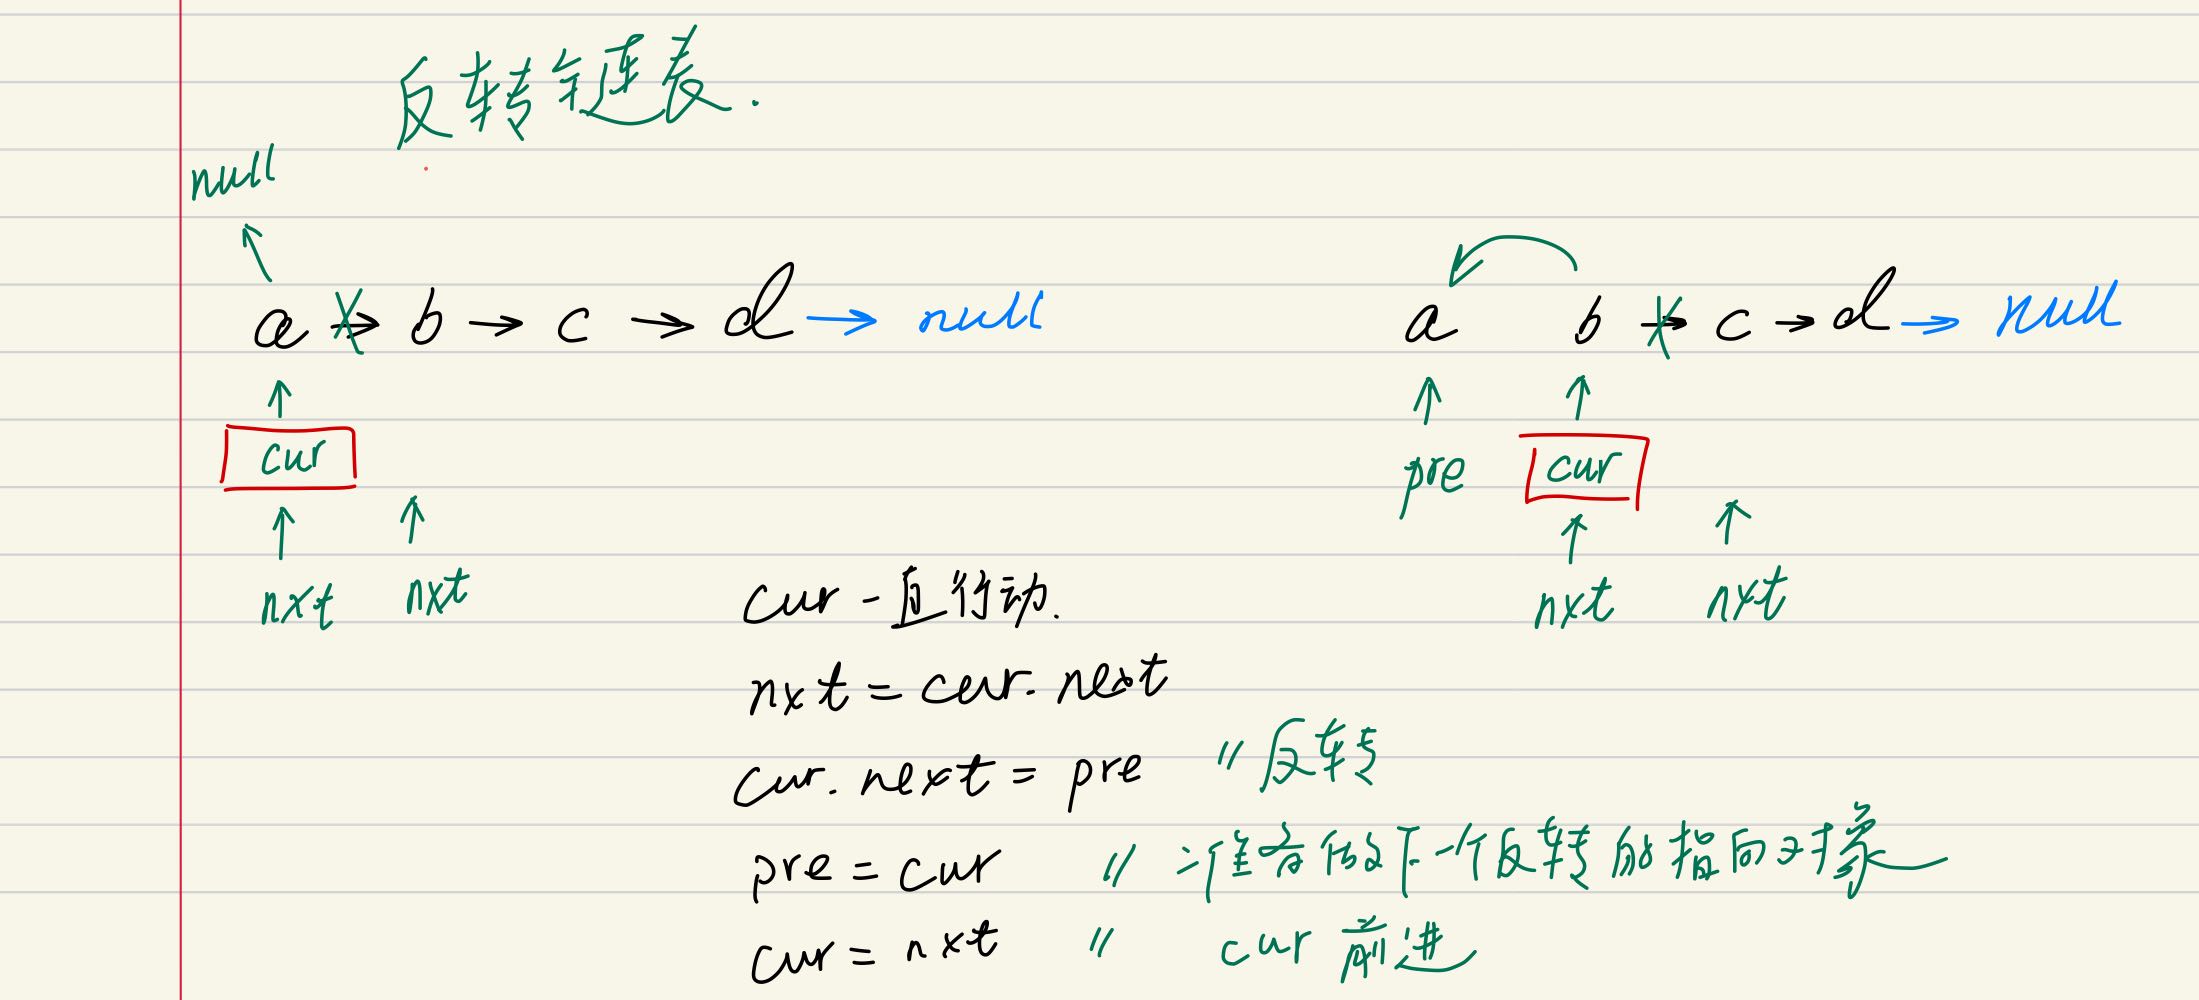 反转链表.
null
a → b → c → d → null
a b → c → d → null
cur
pre cur
nxt nxt
nxt nxt
cur 一直行动.
nxt = cur. next
cur. next = pre // 反转
pre = cur // 准备做下一个反转的指向对象
cur = nxt // cur 前进